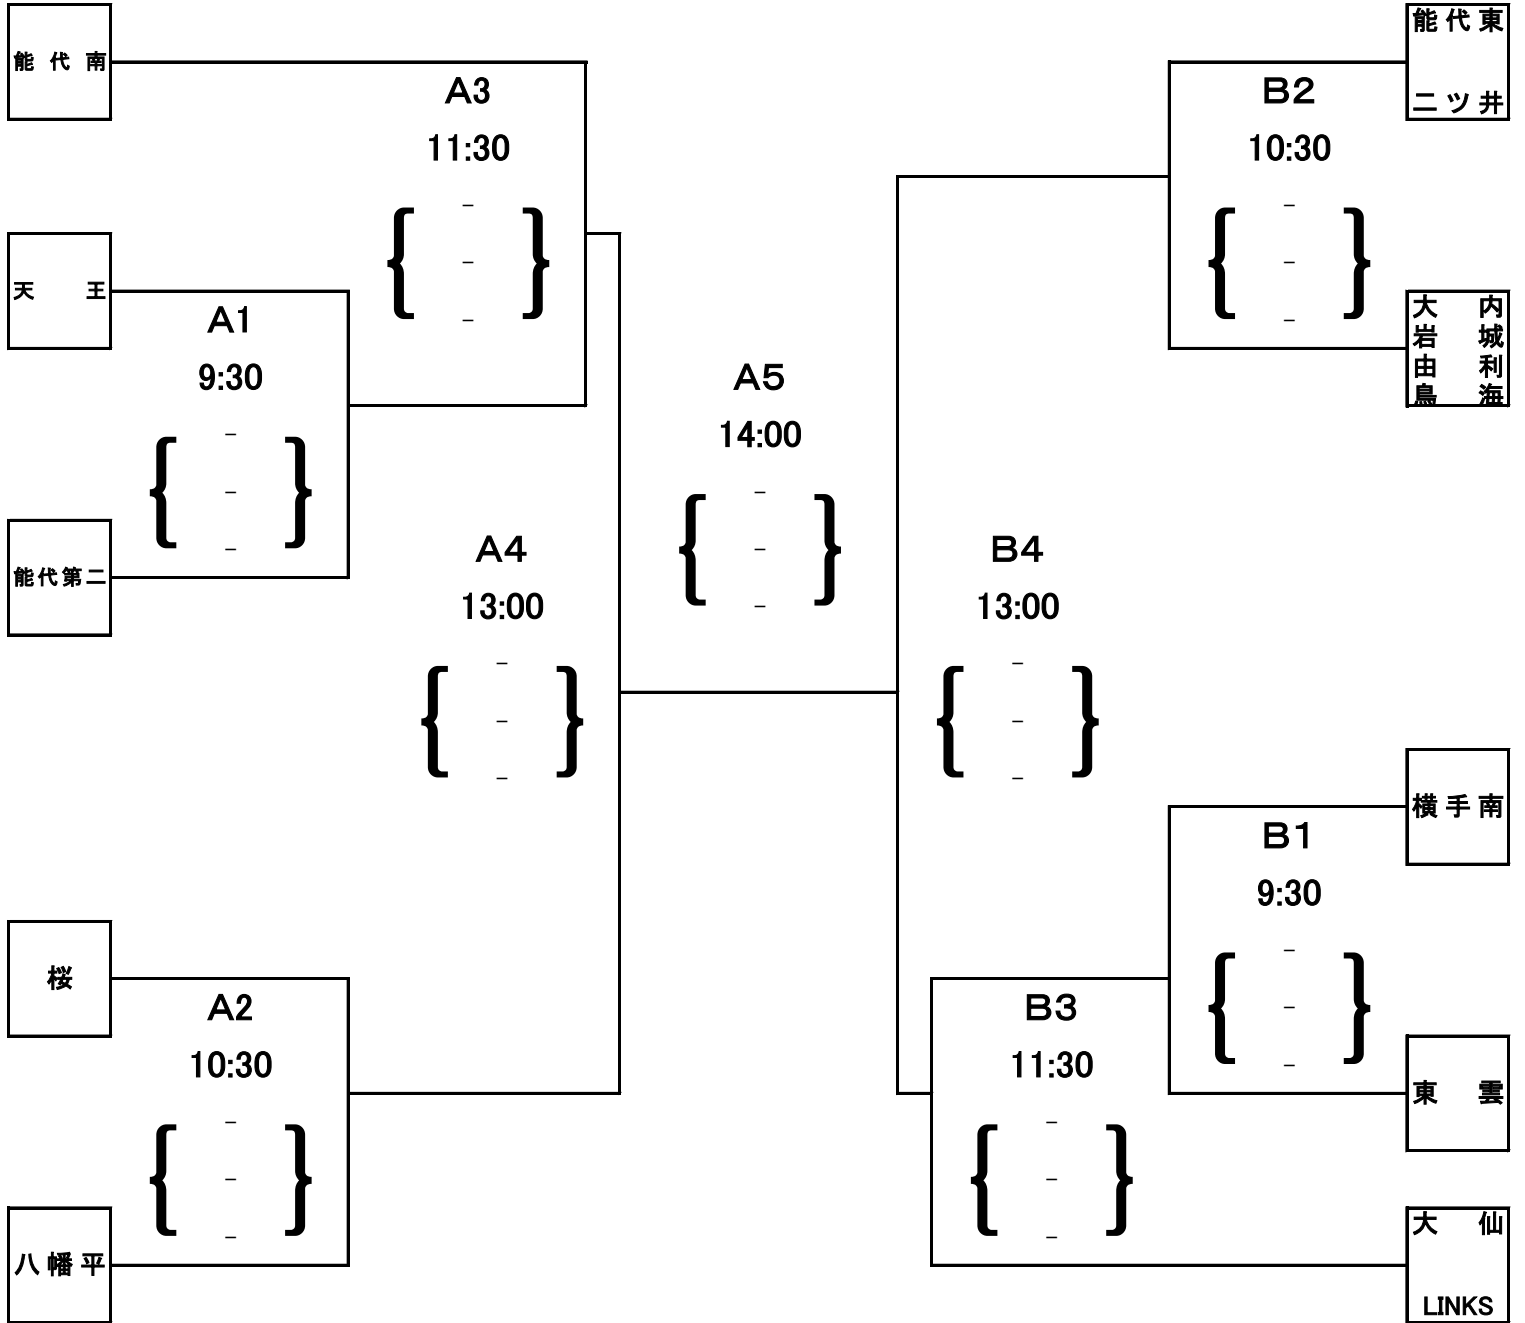 能代南
A3
11:30
{ - - - }
天王
A1
9:30
{ - - - }
能代第二
A4
13:00
{ - - - }
桜
A2
10:30
{ - - - }
八幡平
A5
14:00
{ - - - }
能代東
二ツ井
B2
10:30
{ - - - }
大内
岩城
由利
鳥海
B4
13:00
{ - - - }
横手南
B1
9:30
{ - - - }
東雲
B3
11:30
{ - - - }
大仙
LINKS